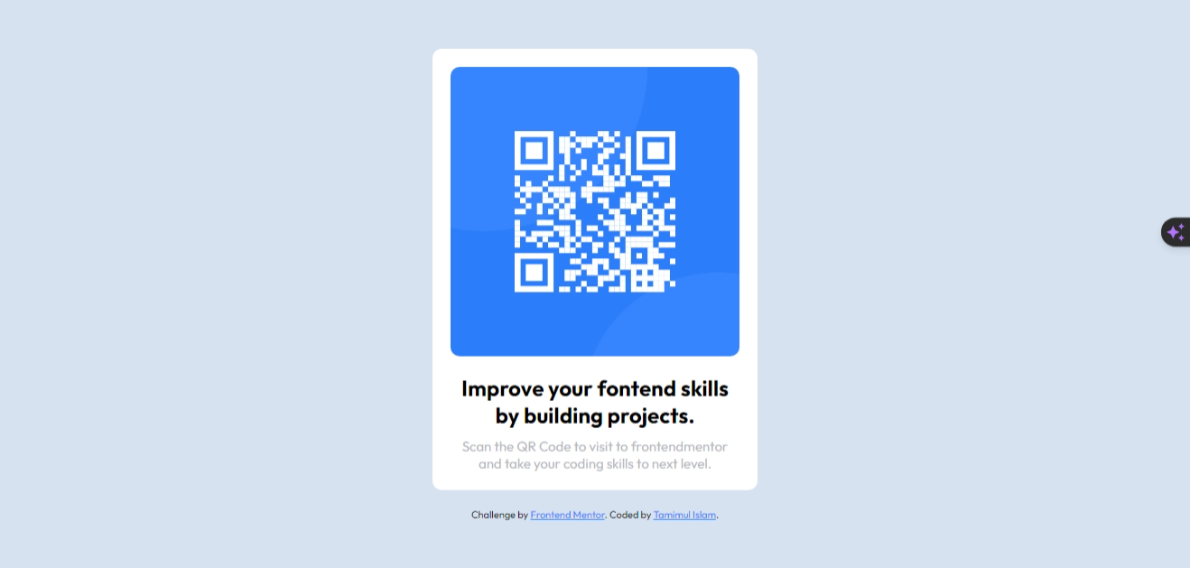 Improve your fontend skills
by building projects.
Scan the QR Code to visit to frontendmentor
and take your coding skills to next level.
Challenge by Frontend Mentor. Coded by Tamimul Islam.